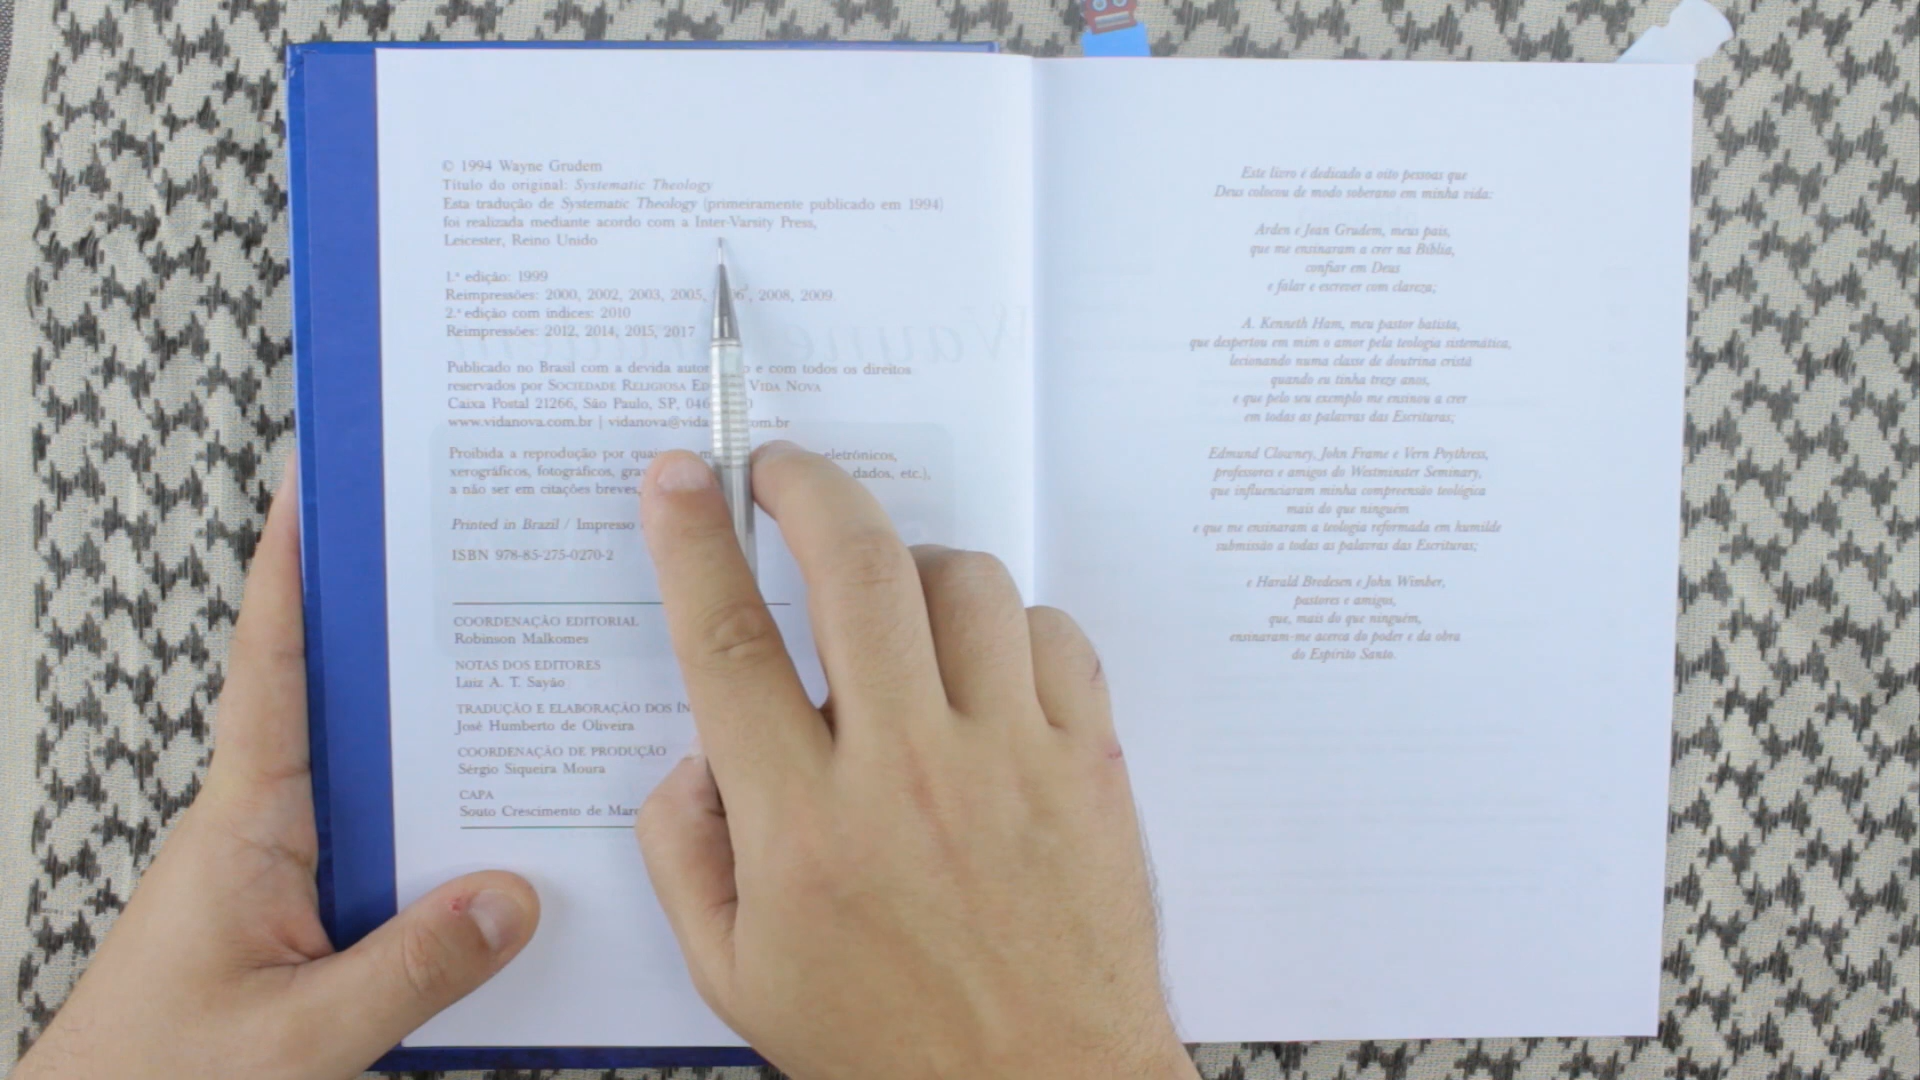 © 1994 Wayne Grudem
Título do original: Systematic Theology
Esta tradução de Systematic Theology (primeiramente publicado em 1994)
foi realizada mediante acordo com a Inter-Varsity Press,
Leicester, Reino Unido
1.ª edição: 1999
Reimpressões: 2000, 2002, 2003, 2005, 2008, 2009.
2.ª edição com índices: 2010
Reimpressões: 2012, 2014, 2015, 2017
Publicado no Brasil com a devida e com todos os direitos
reservados por SOCIEDADE RELIGIOSA VIDA NOVA
Caixa Postal 21266, São Paulo, SP,
www.vidanova.com.br |
Proibida a reprodução por eletrônicos,
xerográficos, fotográficos, dados, etc.),
a não ser em citações breves,
Printed in Brazil / Impresso
ISBN 978-85-275-0270-2
COORDENAÇÃO EDITORIAL
Robinson Malkomes
NOTAS DOS EDITORES
Luiz A. T. Sayão
TRADUÇÃO E ELABORAÇÃO DOS
José Humberto de Oliveira
COORDENAÇÃO DE PRODUÇÃO
Sérgio Siqueira Moura
CAPA
Souto Crescimento de
Este livro é dedicado a oito pessoas que
Deus colocou de modo soberano em minha vida:
Arden e Jean Grudem, meus pais,
que me ensinaram a crer na Bíblia,
confiar em Deus
e falar e escrever com clareza;
A. Kenneth Ham, meu pastor batista,
que despertou em mim o amor pela teologia sistemática,
lecionando numa classe de doutrina cristã
quando eu tinha treze anos,
e que pelo seu exemplo me ensinou a crer
em todas as palavras das Escrituras;
Edmund Clowney, John Frame e Vern Poythress,
professores e amigos do Westminster Seminary,
que influenciaram minha compreensão teológica
mais do que ninguém
e que me ensinaram a teologia reformada em humilde
submissão a todas as palavras das Escrituras;
e Harald Bredesen e John Wimber,
pastores e amigos,
que, mais do que ninguém,
ensinaram-me acerca do poder e da obra
do Espírito Santo.